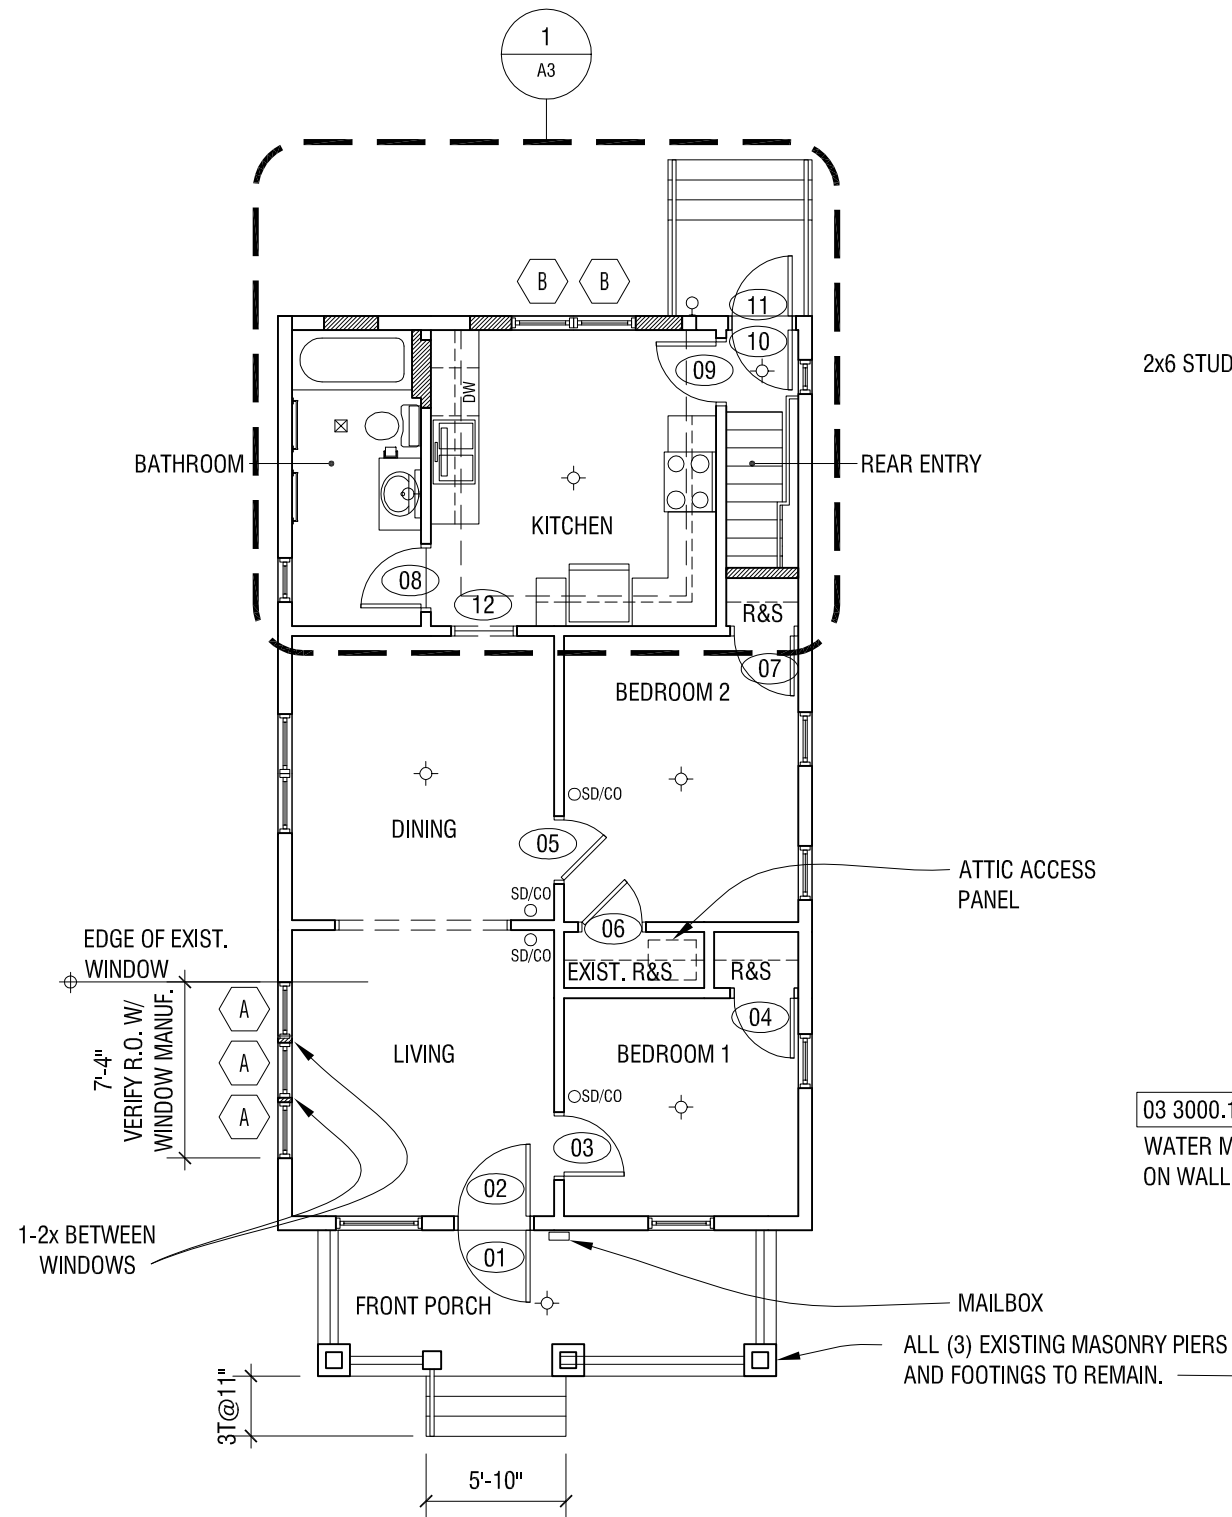 1
A3
B
B
11
10
09
2x6 STUD
DW
BATHROOM
REAR ENTRY
KITCHEN
08
12
R&S
07
BEDROOM 2
SD/CO
DINING
05
ATTIC ACCESS
PANEL
SD/CO
06
EDGE OF EXIST.
WINDOW
SD/CO
EXIST. R&S
R&S
A
A
A
7'-4"
VERIFY R.O. W/
WINDOW MANUF.
04
LIVING
BEDROOM 1
SD/CO
03 3000.1
WATER M
ON WALL
03
02
1-2x BETWEEN
WINDOWS
01
FRONT PORCH
MAILBOX
ALL (3) EXISTING MASONRY PIERS
AND FOOTINGS TO REMAIN.
3T@11"
5'-10"